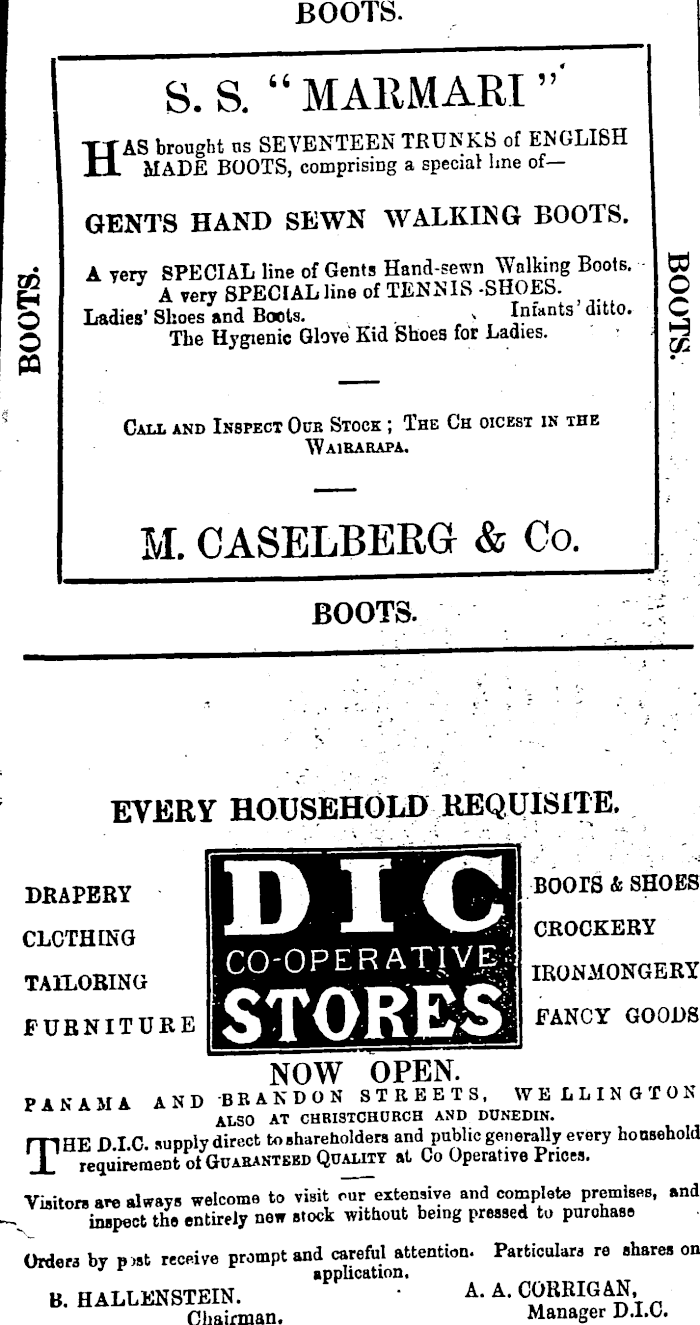 BOOTS.
S. S. “MARMARI”
HAS brought us SEVENTEEN TRUNKS of ENGLISH
MADE BOOTS, comprising a special line of—
GENTS HAND SEWN WALKING BOOTS.
BOOTS.
A very SPECIAL line of Gents Hand-sewn Walking Boots.
A very SPECIAL line of TENNIS -SHOES.
Ladies' Shoes and Boots. Infants' ditto.
The Hygienic Glove Kid Shoes for Ladies.
BOOTS.
CALL AND INSPECT OUR STOCK ; THE CH OICEST IN THE
WAIRARAPA.
M. CASELBERG & Co.
BOOTS.
EVERY HOUSEHOLD REQUISITE.
DRAPERY
CLOTHING
TAILORING
FURNITURE
DIC
CO-OPERATIVE
STORES
BOOTS & SHOES
CROCKERY
IRONMONGERY
FANCY GOODS
NOW OPEN.
PANAMA AND BRANDON STREETS, WELLINGTON
ALSO AT CHRISTCHURCH AND DUNEDIN.
THE D.I.C. supply direct to shareholders and public generally every household
requirement of GUARANTEED QUALITY at Co Operative Prices.
Visitors are always welcome to visit our extensive and complete premises, and
inspect the entirely new stock without being pressed to purchase
Orders by post receive prompt and careful attention. Particulars re shares on
application.
B. HALLENSTEIN.
Chairman.
A. A. CORRIGAN,
Manager D.I.C.